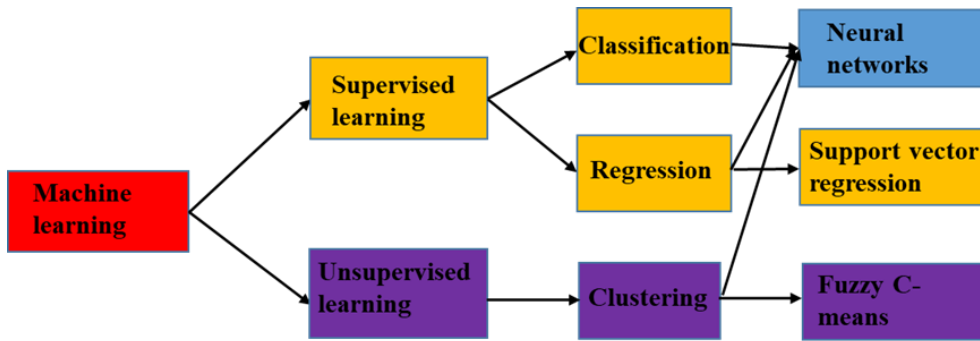 Machine
learning
Supervised
learning
Unsupervised
learning
Classification
Regression
Clustering
Neural
networks
Support vector
regression
Fuzzy C-
means